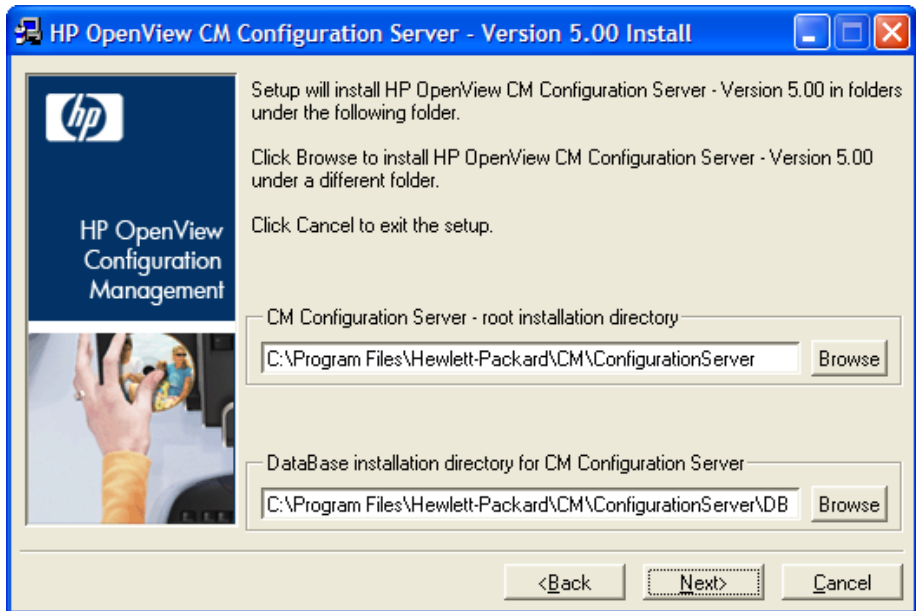 HP OpenView CM Configuration Server - Version 5.00 Install
hp
HP OpenView
Configuration
Management
Setup will install HP OpenView CM Configuration Server - Version 5.00 in folders
under the following folder.
Click Browse to install HP OpenView CM Configuration Server - Version 5.00
under a different folder.
Click Cancel to exit the setup.
CM Configuration Server - root installation directory
C:\Program Files\Hewlett-Packard\CM\ConfigurationServer
Browse
DataBase installation directory for CM Configuration Server
C:\Program Files\Hewlett-Packard\CM\ConfigurationServer\DB
Browse
<Back
Next>
Cancel